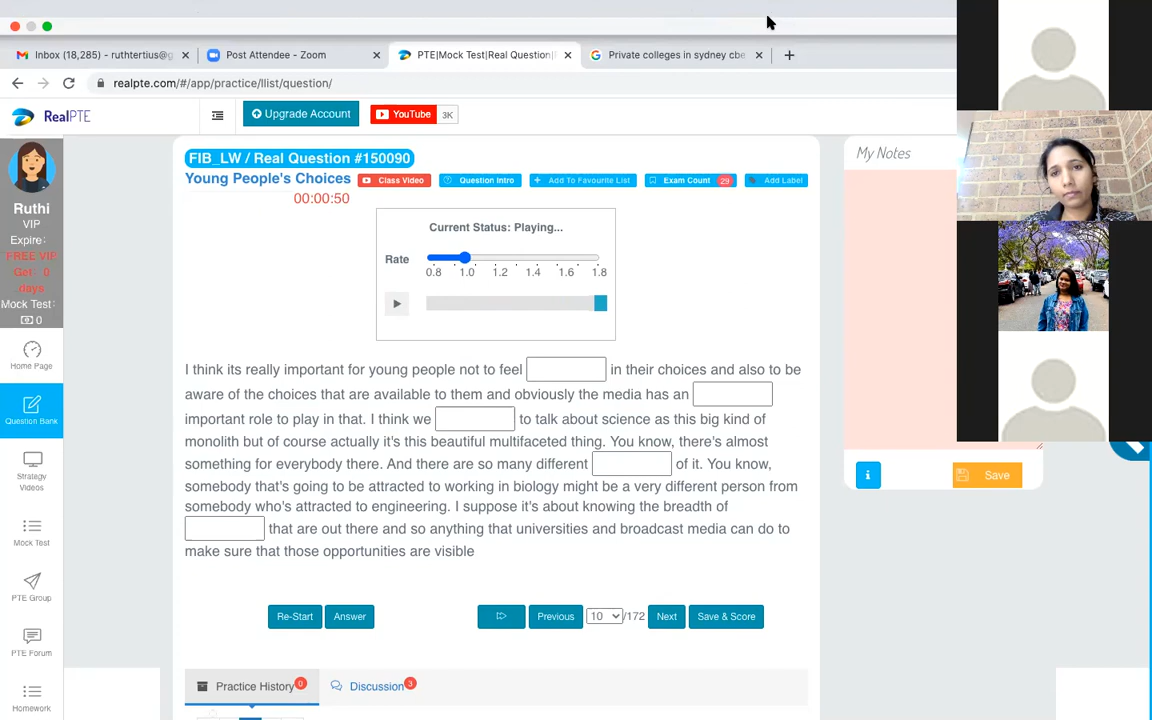 Inbox (18,285) - ruthtertius@g
Post Attendee - Zoom
PTE|Mock Test|Real Question|
Private colleges in sydney cbe
realpte.com/#/app/practice/llist/question/
RealPTE
Upgrade Account
YouTube
3K
FIB_LW / Real Question #150090
Young People's Choices
Class Video
Question Intro
Add To Favourite List
Exam Count 29
Add Label
00:00:50
Current Status: Playing...
Rate
0.8 1.0 1.2 1.4 1.6 1.8
I think its really important for young people not to feel in their choices and also to be
aware of the choices that are available to them and obviously the media has an
important role to play in that. I think we to talk about science as this big kind of
monolith but of course actually it's this beautiful multifaceted thing. You know, there's almost
something for everybody there. And there are so many different of it. You know,
somebody that's going to be attracted to working in biology might be a very different person from
somebody who's attracted to engineering. I suppose it's about knowing the breadth of
that are out there and so anything that universities and broadcast media can do to
make sure that those opportunities are visible
Re-Start
Answer
Previous
10
/172
Next
Save & Score
Practice History 0
Discussion 3
Ruthi
VIP
Expire:
FREE VIP
Get: 0
days
Mock Test:
0
Home Page
Question Bank
Strategy
Videos
Mock Test
PTE Group
PTE Forum
Homework
My Notes
Save